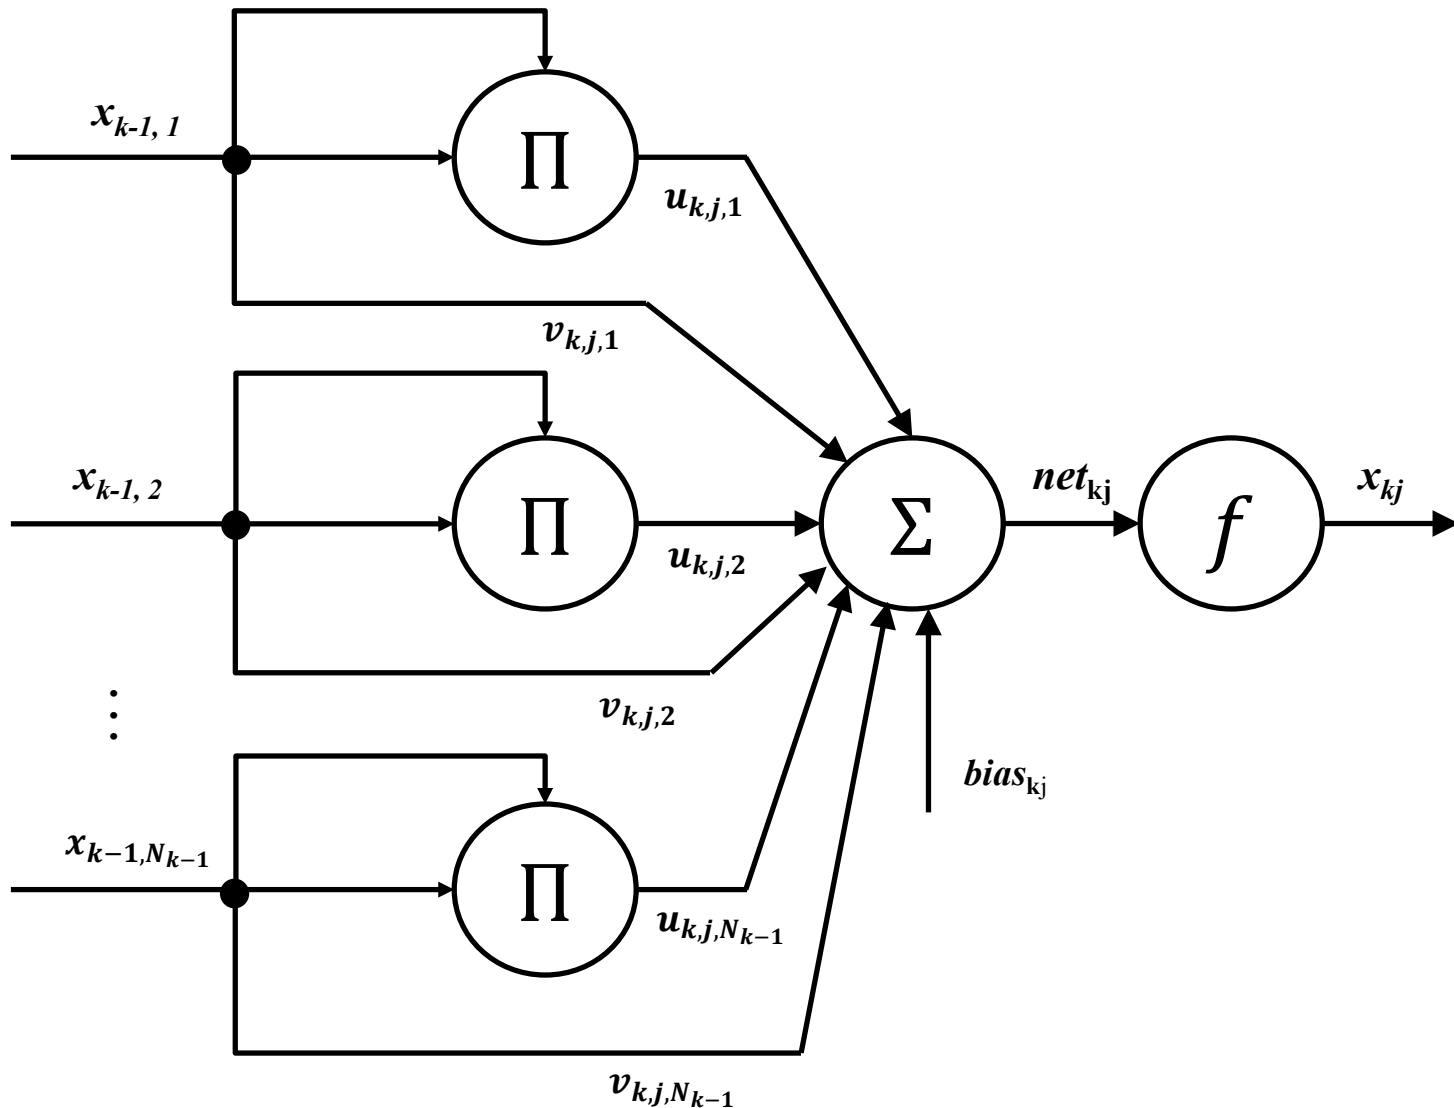 x_{k-1, 1}
∏
u_{k,j,1}
v_{k,j,1}
x_{k-1, 2}
∏
u_{k,j,2}
Σ
net_{kj}
f
x_{kj}
v_{k,j,2}
⋮
bias_{kj}
x_{k−1,N_{k−1}}
∏
u_{k,j,N_{k−1}}
v_{k,j,N_{k−1}}